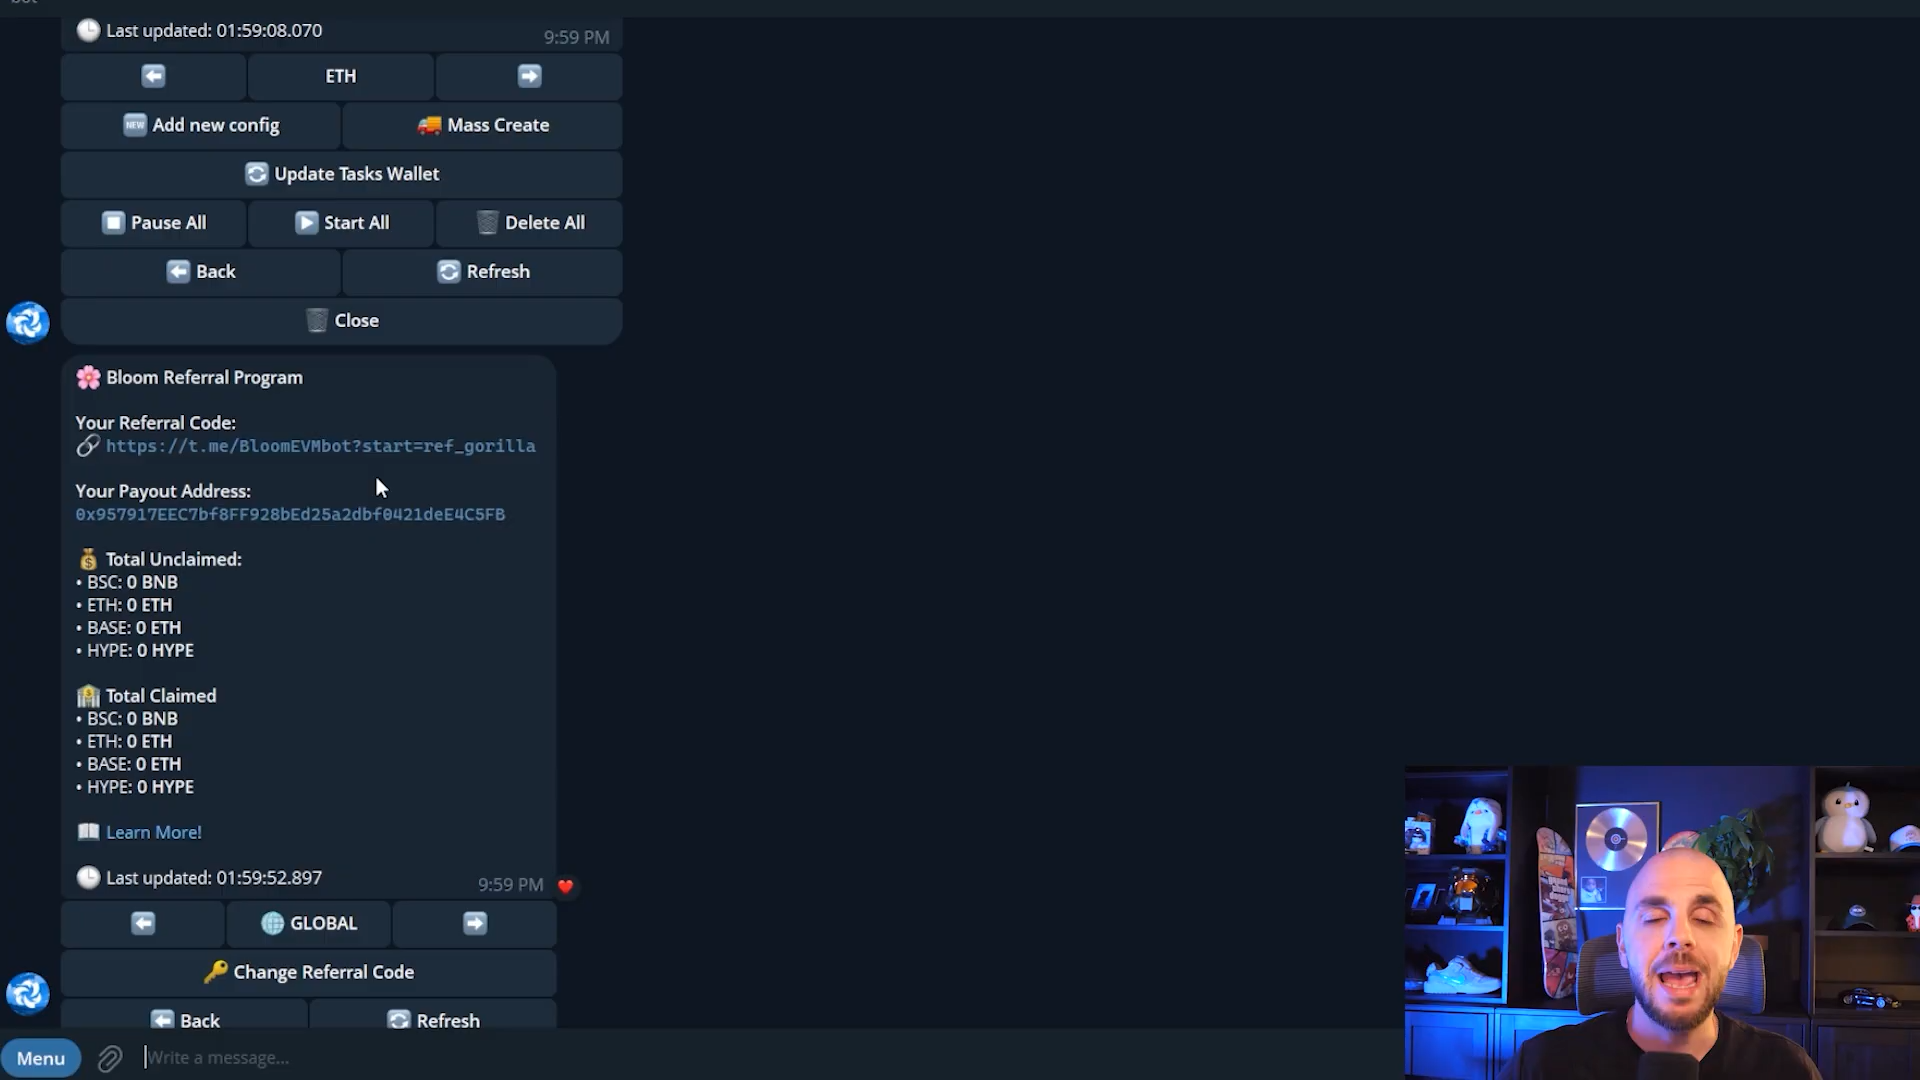 bot
Last updated: 01:59:08.070
9:59 PM
ETH
NEW Add new config
Mass Create
Update Tasks Wallet
Pause All
Start All
Delete All
Back
Refresh
Close
Bloom Referral Program
Your Referral Code:
https://t.me/BloomEVMbot?start=ref_gorilla
Your Payout Address:
0x957917EEC7bf8FF928bEd25a2dbf0421deE4C5FB
Total Unclaimed:
• BSC: 0 BNB
• ETH: 0 ETH
• BASE: 0 ETH
• HYPE: 0 HYPE
Total Claimed
• BSC: 0 BNB
• ETH: 0 ETH
• BASE: 0 ETH
• HYPE: 0 HYPE
Learn More!
Last updated: 01:59:52.897
9:59 PM
GLOBAL
Change Referral Code
Back
Refresh
Menu
Write a message...